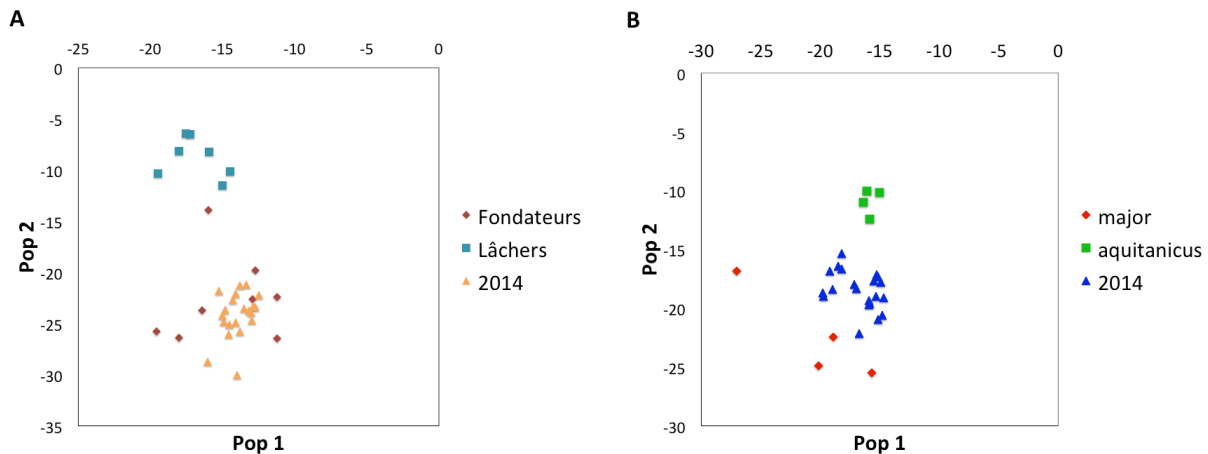 A
-25 -20 -15 -10 -5 0
0
-5
-10
-15
-20
-25
-30
-35
Pop 2
Pop 1
Fondateurs
Lâchers
2014
B
-30 -25 -20 -15 -10 -5 0
0
-5
-10
-15
-20
-25
-30
Pop 2
Pop 1
major
aquitanicus
2014